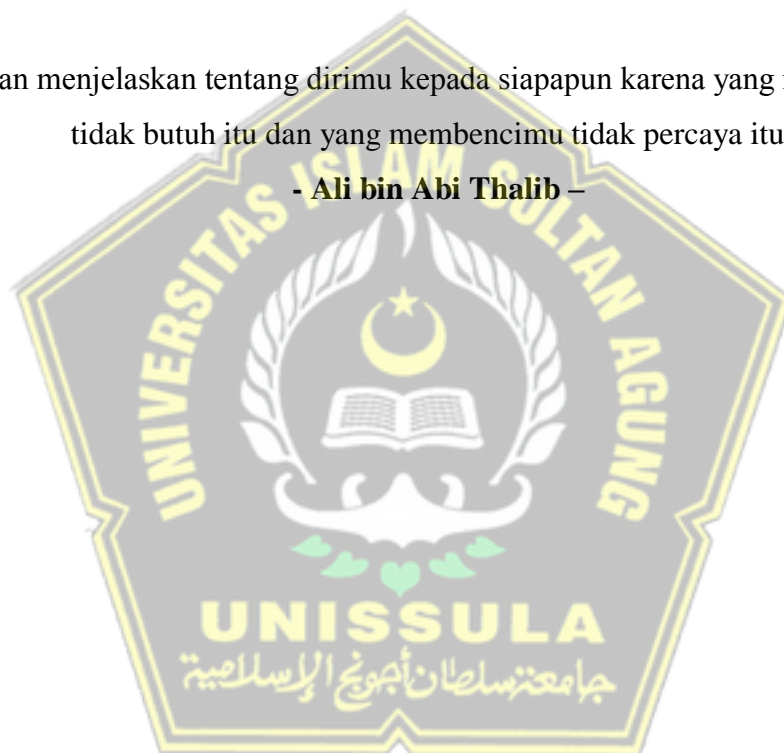 an menjelaskan tentang dirimu kepada siapapun karena yang
tidak butuh itu dan yang membencimu tidak percaya itu
- Ali bin Abi Thalib –
UNIVERSITAS ISLAM SULTAN AGUNG
UNISSULA
جامعة سلطان أجونج الإسلامية